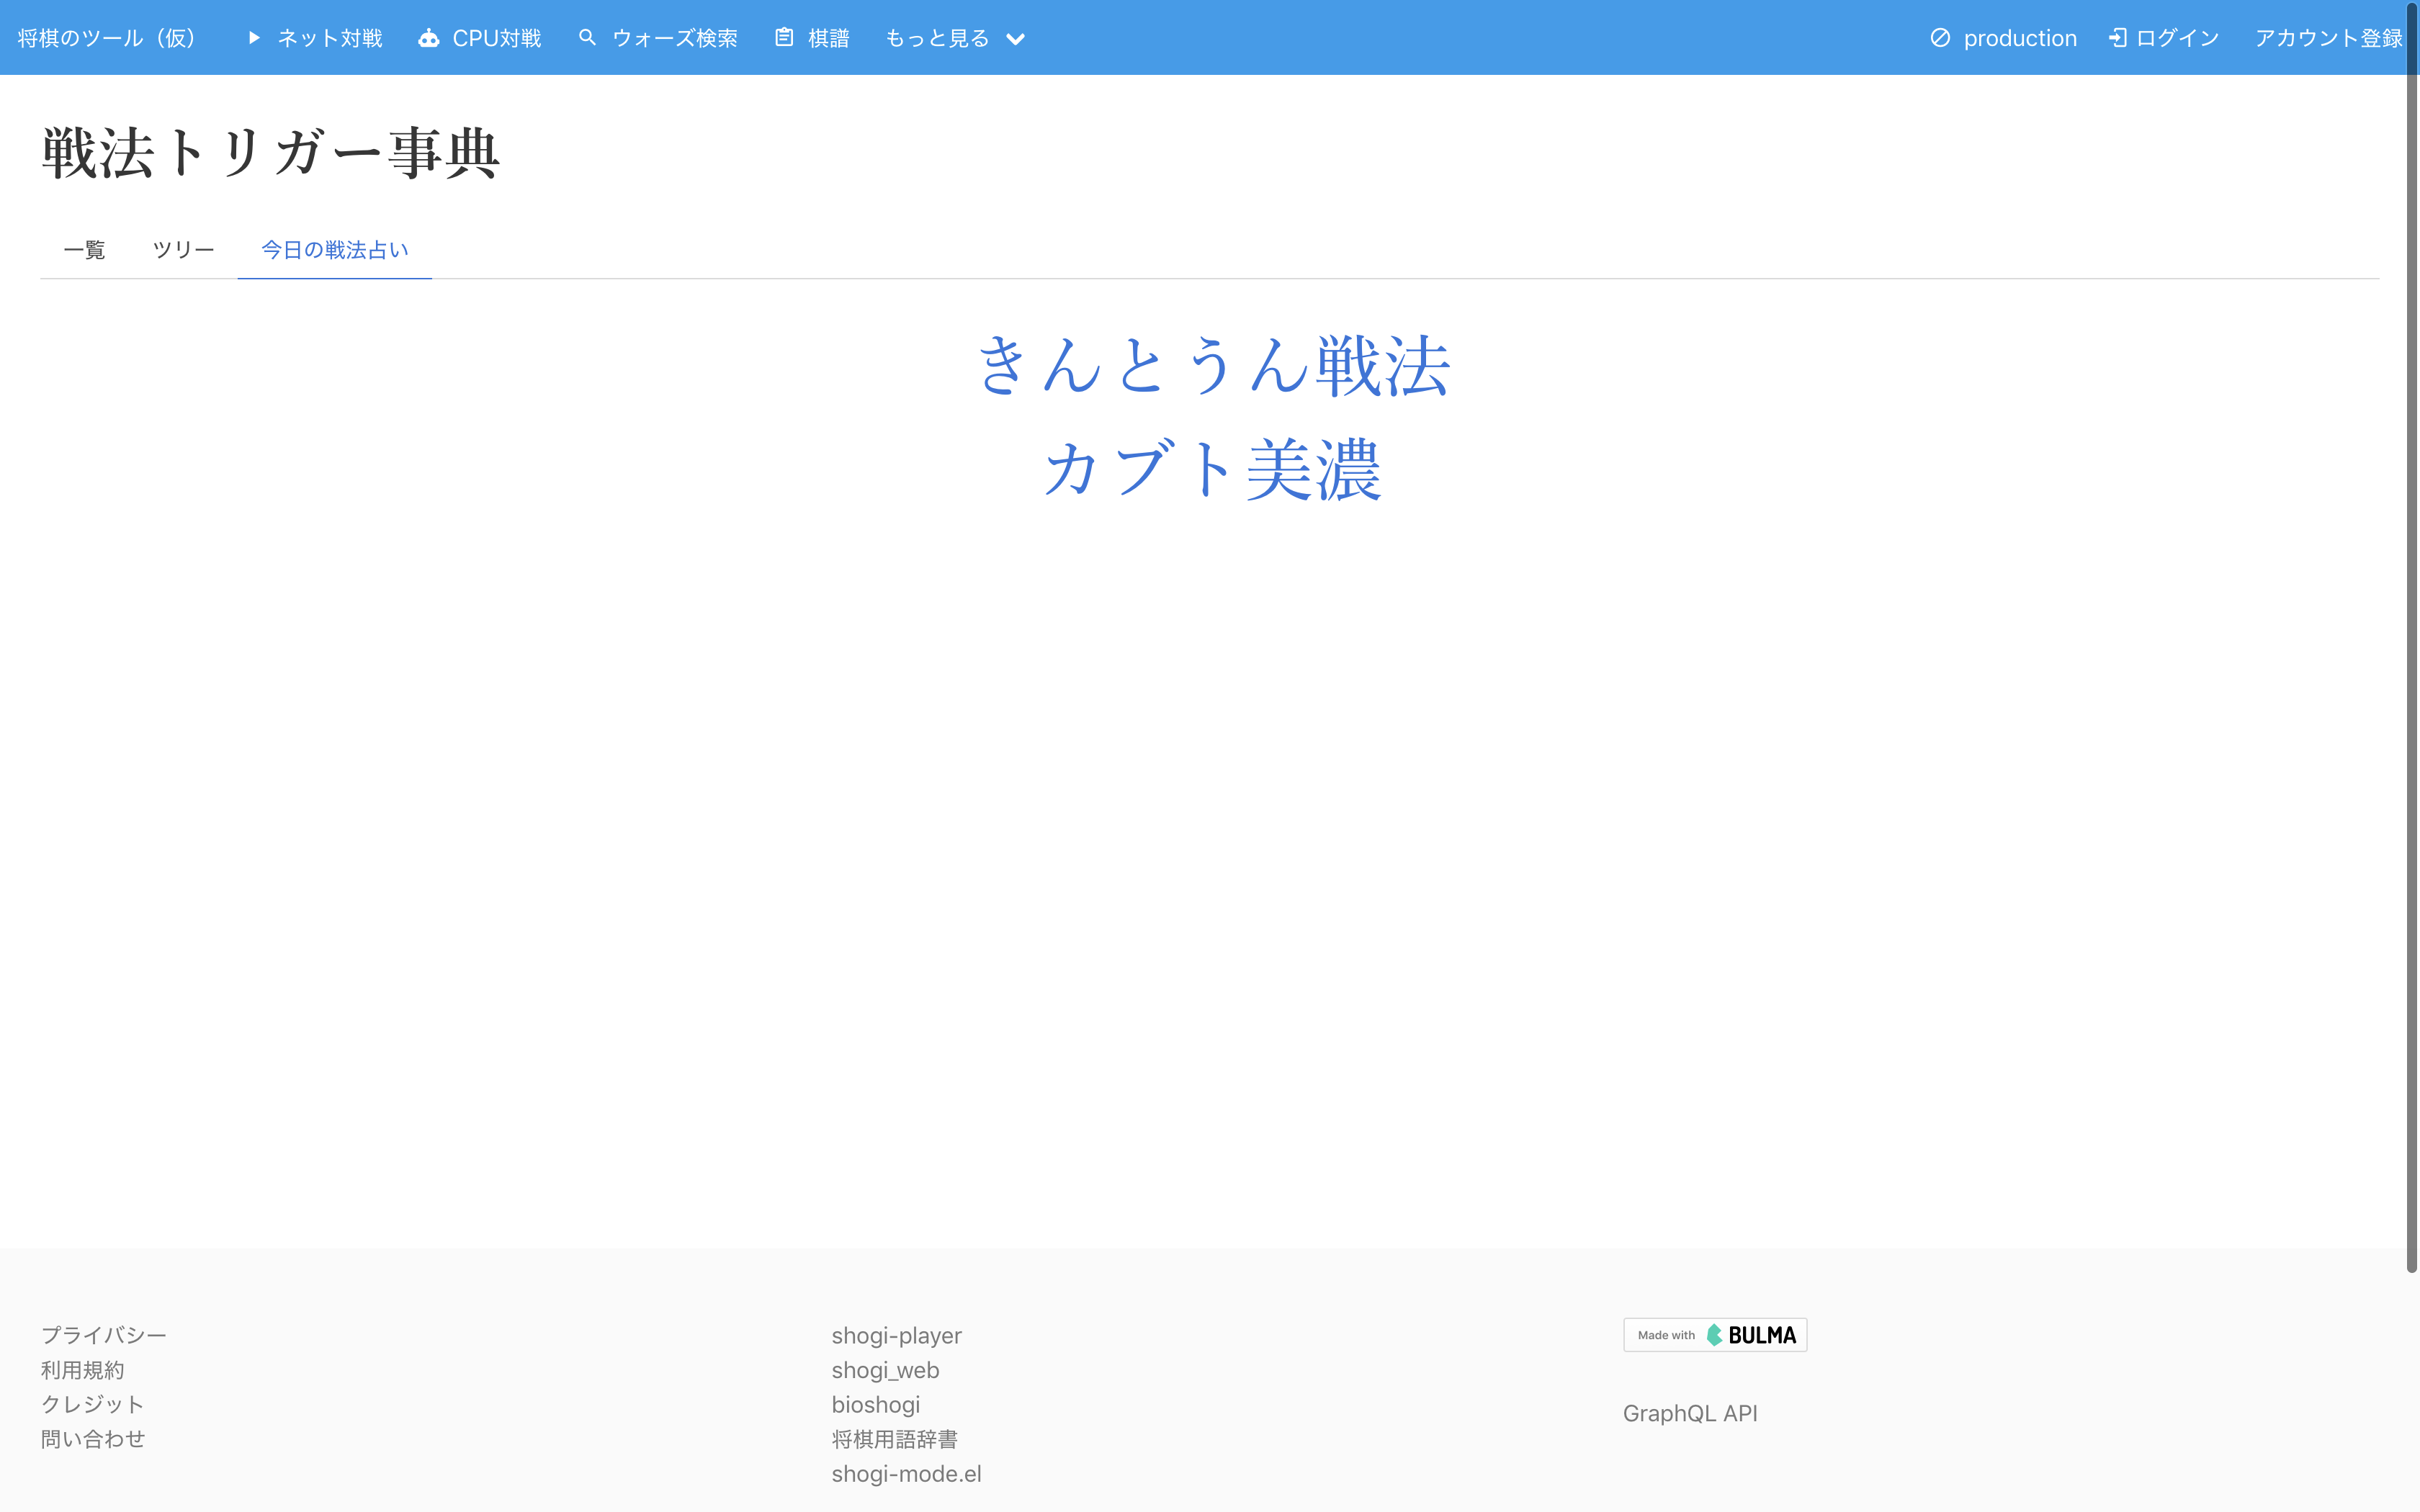 将棋のツール（仮） ネット対戦 CPU対戦 ウォーズ検索 棋譜 もっと見る production ログイン アカウント登録
戦法トリガー事典
一覧 ツリー 今日の戦法占い
きんとうん戦法
カブト美濃
プライバシー
利用規約
クレジット
問い合わせ
shogi-player
shogi_web
bioshogi
将棋用語辞書
shogi-mode.el
Made with BULMA
GraphQL API